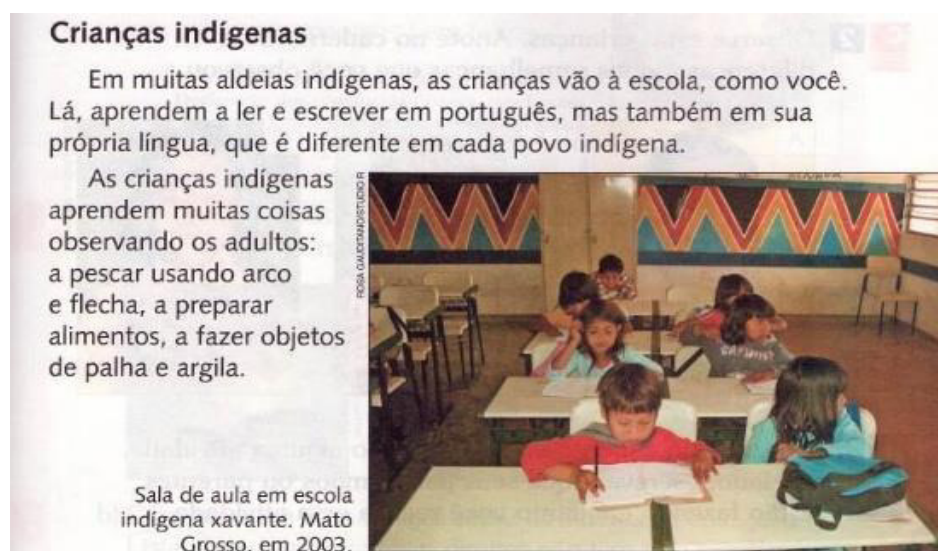 Crianças indígenas
Em muitas aldeias indígenas, as crianças vão à escola, como você.
Lá, aprendem a ler e escrever em português, mas também em sua
própria língua, que é diferente em cada povo indígena.
As crianças indígenas
aprendem muitas coisas
observando os adultos:
a pescar usando arco
e flecha, a preparar
alimentos, a fazer objetos
de palha e argila.
ROSA GAUDITANO/STUDIO R
Sala de aula em escola
indígena xavante. Mato
Grosso, em 2003.